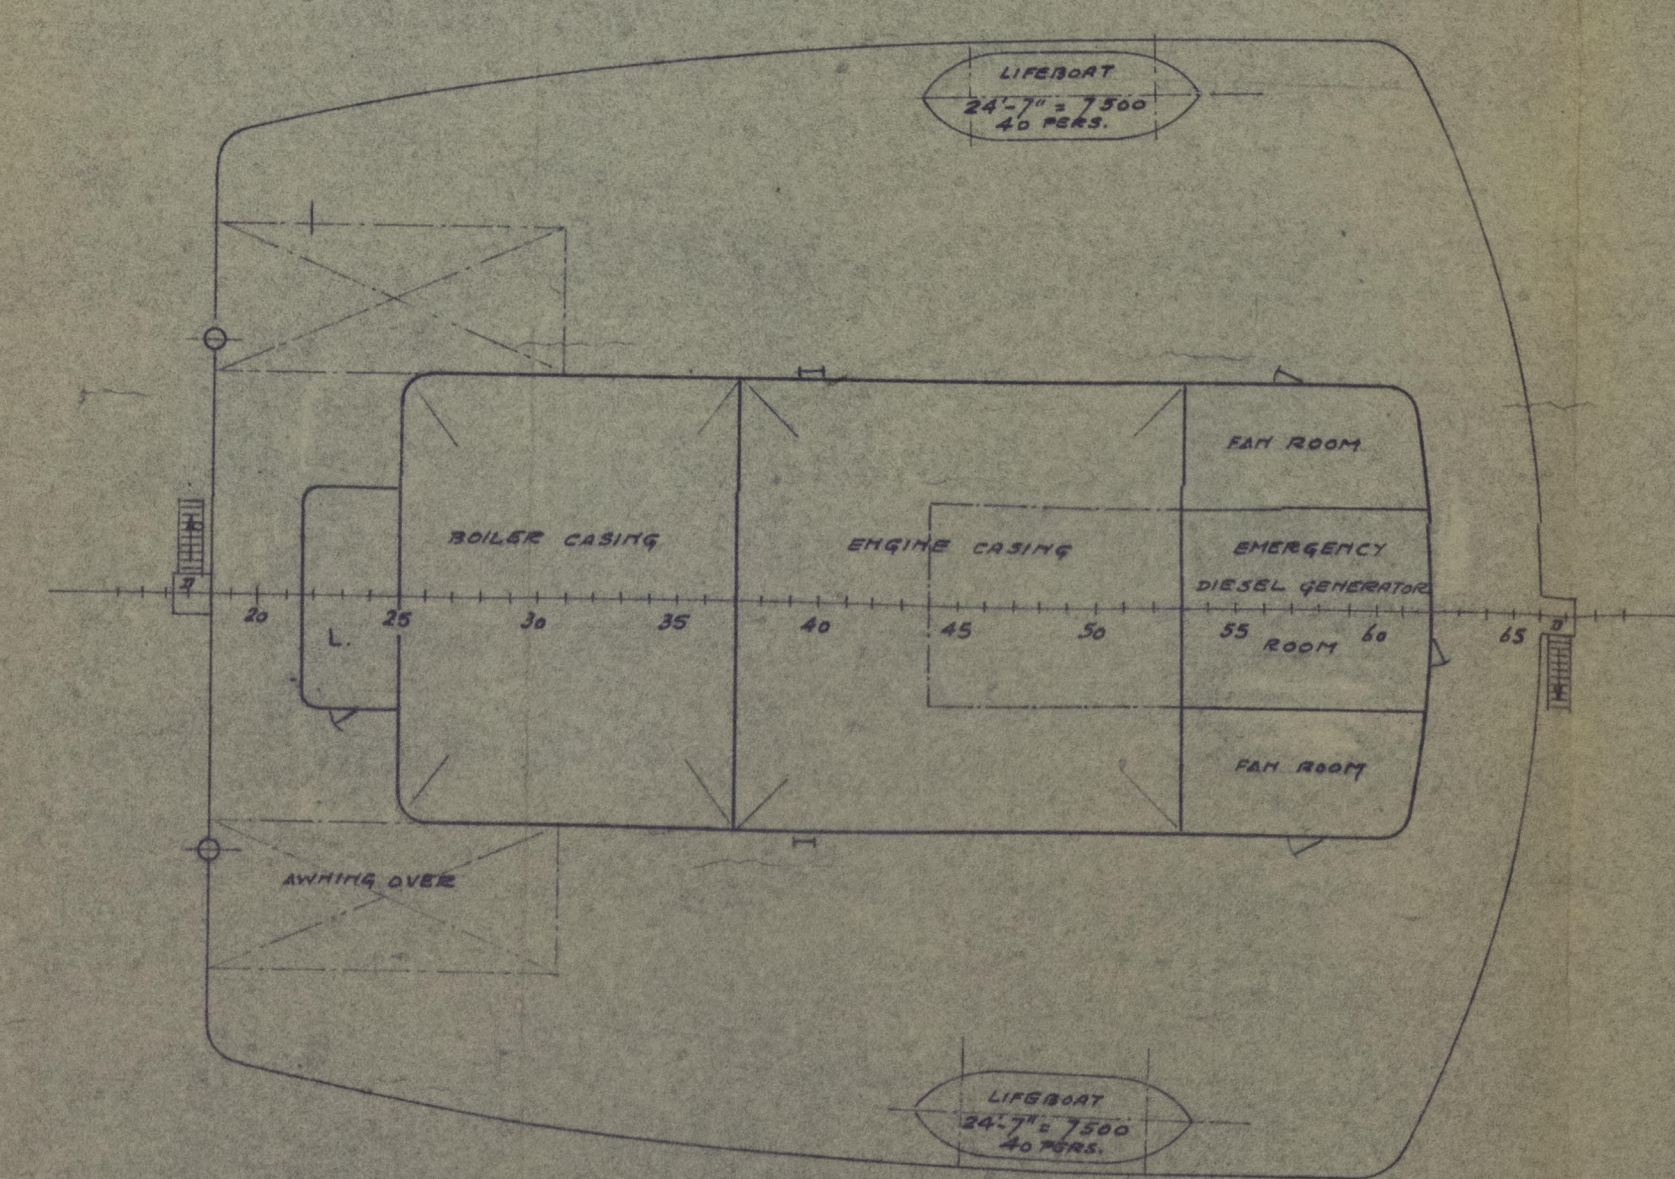 LIFEBOAT
24'-7" = 7500
40 PERS.
FAN ROOM
BOILER CASING
ENGINE CASING
EMERGENCY
DIESEL GENERATOR
ROOM
20 25 30 35 40 45 50 55 60 65
L.
FAN ROOM
AWNING OVER
LIFEBOAT
24'-7" = 7500
40 PERS.